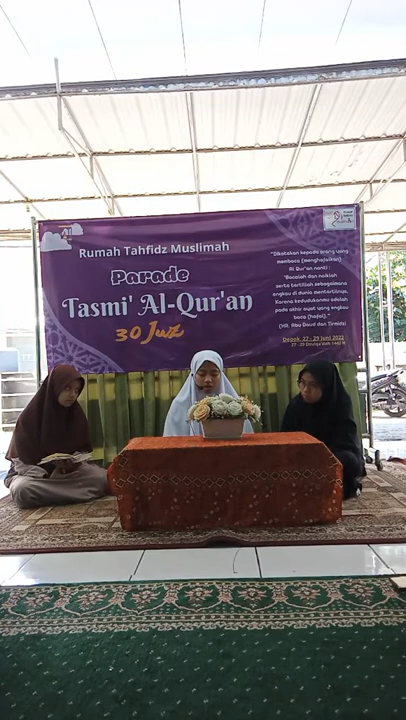 Rumah Tahfidz Muslimah
Parade
Tasmi' Al-Qur'an
30 Juz
"Dikatakan kepada orang yang
membaca (menghafalkan)
Al Qur'an nanti :
"Bacalah dan naiklah
serta tartillah sebagaimana
engkau di dunia mentartilnya.
Karena kedudukanmu adalah
pada akhir ayat yang engkau
baca (hafal)."
(HR. Abu Daud dan Tirmidzi)
Depok, 27 - 29 Juni 2022